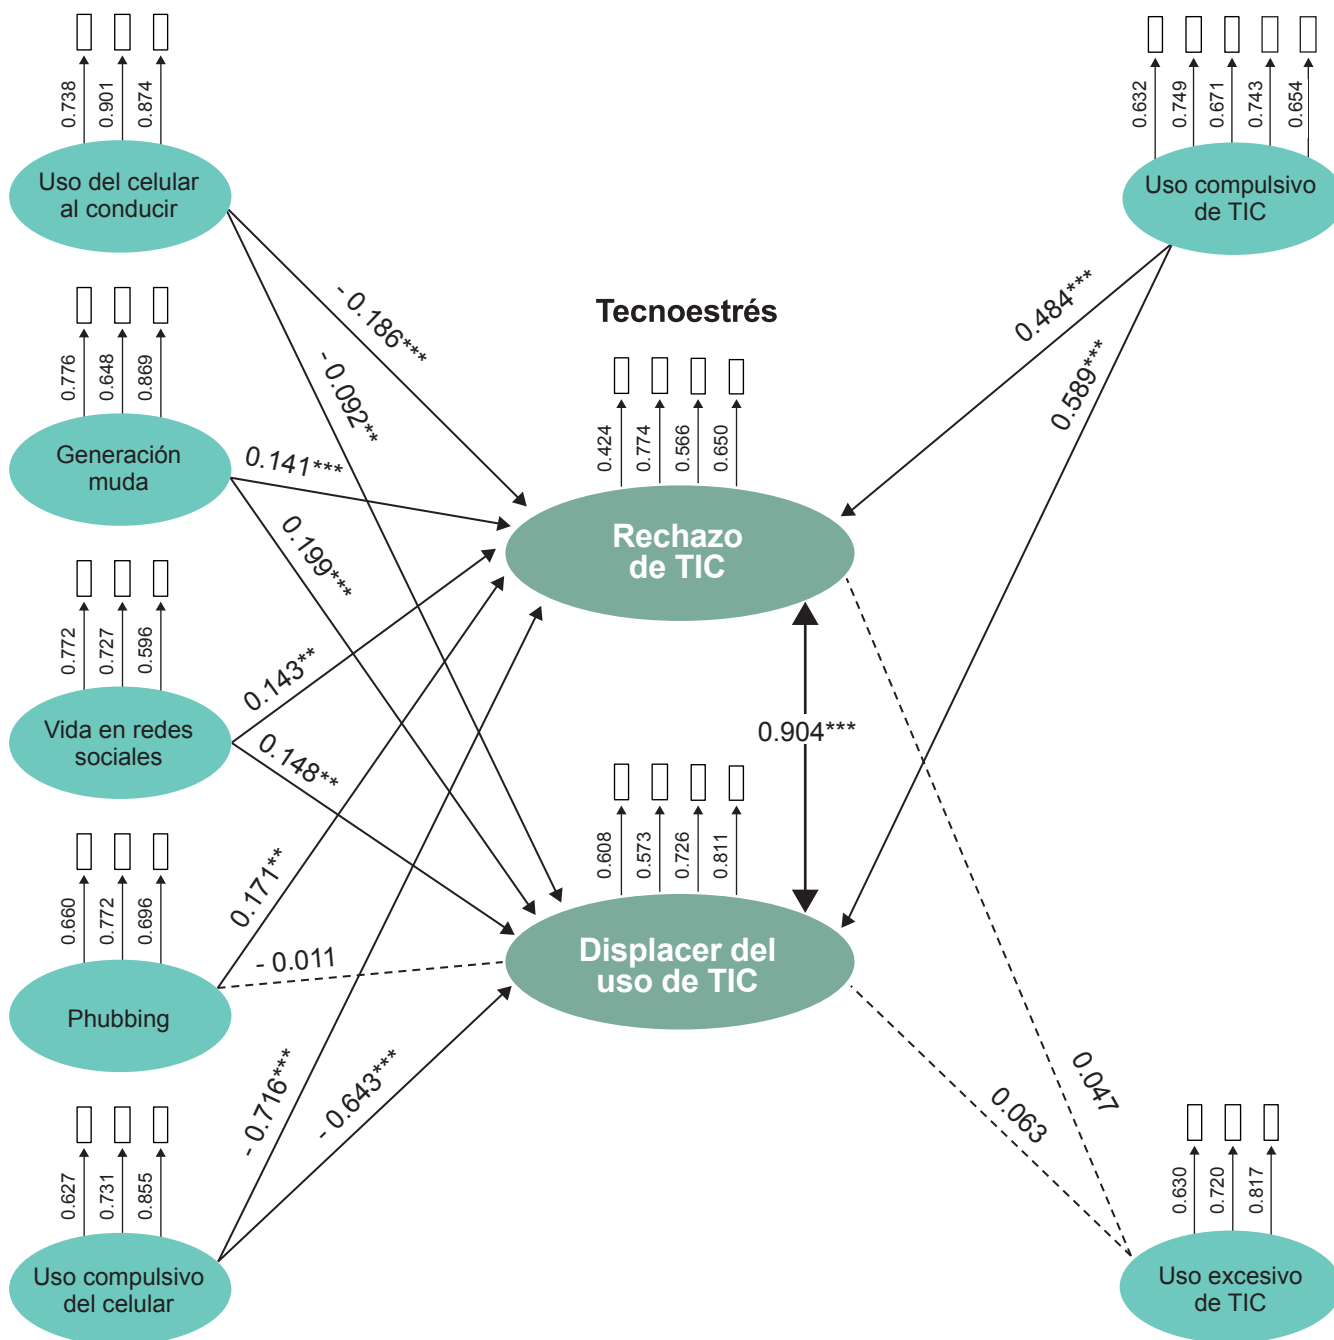 0.738
0.901
0.874
Uso del celular
al conducir
0.632
0.749
0.671
0.743
0.654
Uso compulsivo
de TIC
- 0.186***
- 0.092**
0.484***
0.589***
Tecnoestrés
0.776
0.648
0.869
Generación
muda
0.141***
0.199***
0.424
0.774
0.566
0.650
Rechazo
de TIC
0.772
0.727
0.596
Vida en redes
sociales
0.143**
0.148**
0.904***
0.608
0.573
0.726
0.811
Displacer del
uso de TIC
0.660
0.772
0.696
Phubbing
0.171**
- 0.011
0.627
0.731
0.855
Uso compulsivo
del celular
- 0.716***
- 0.643***
0.047
0.063
0.630
0.720
0.817
Uso excesivo
de TIC